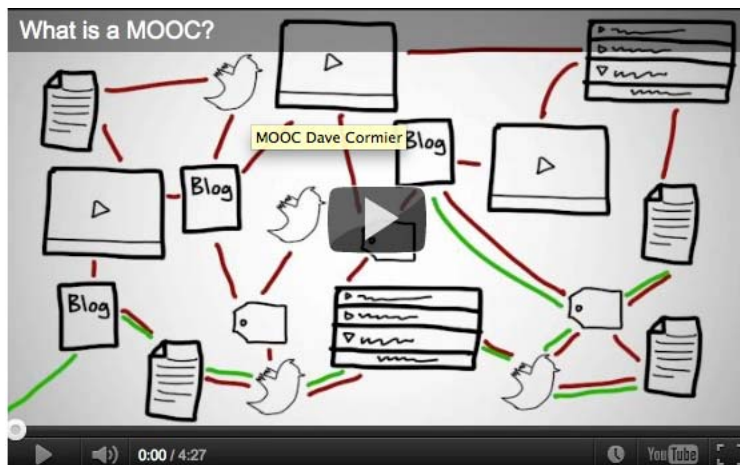 What is a MOOC?
MOOC Dave Cormier
Blog
Blog
Blog
0:00 / 4:27
YouTube